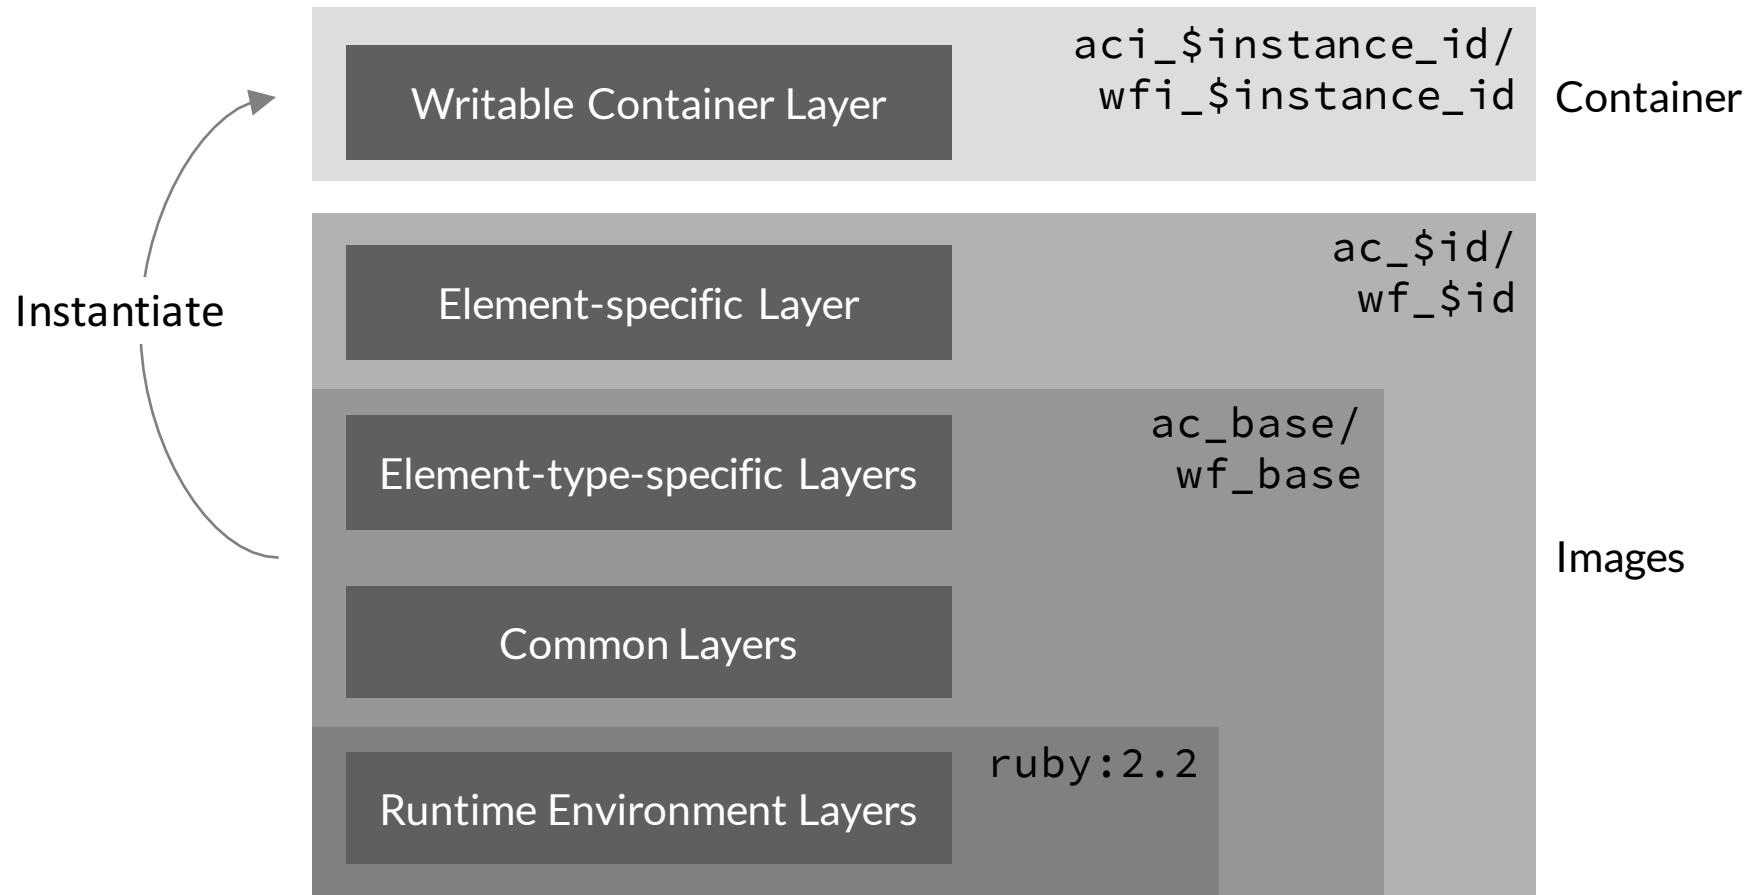 aci_$instance_id/
Writable Container Layer
wfi_$instance_id
Container
ac_$id/
Element-specific Layer
wf_$id
Instantiate
ac_base/
Element-type-specific Layers
wf_base
Images
Common Layers
ruby:2.2
Runtime Environment Layers